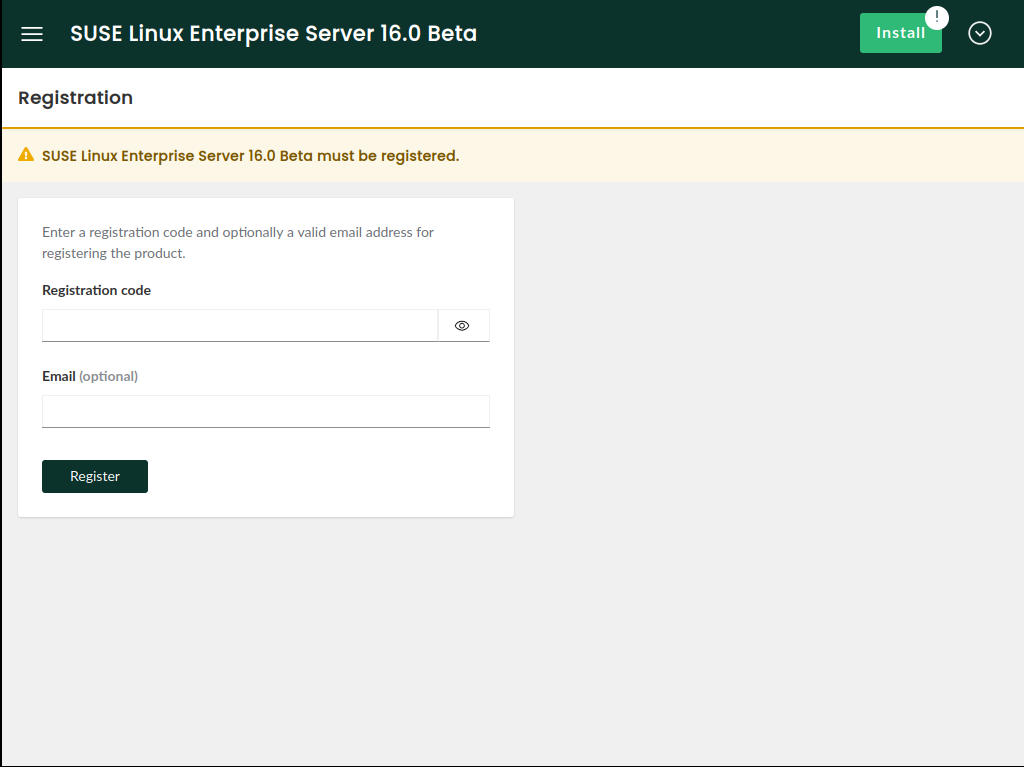 SUSE Linux Enterprise Server 16.0 Beta
Install
!
Registration
SUSE Linux Enterprise Server 16.0 Beta must be registered.
Enter a registration code and optionally a valid email address for
registering the product.
Registration code
Email (optional)
Register